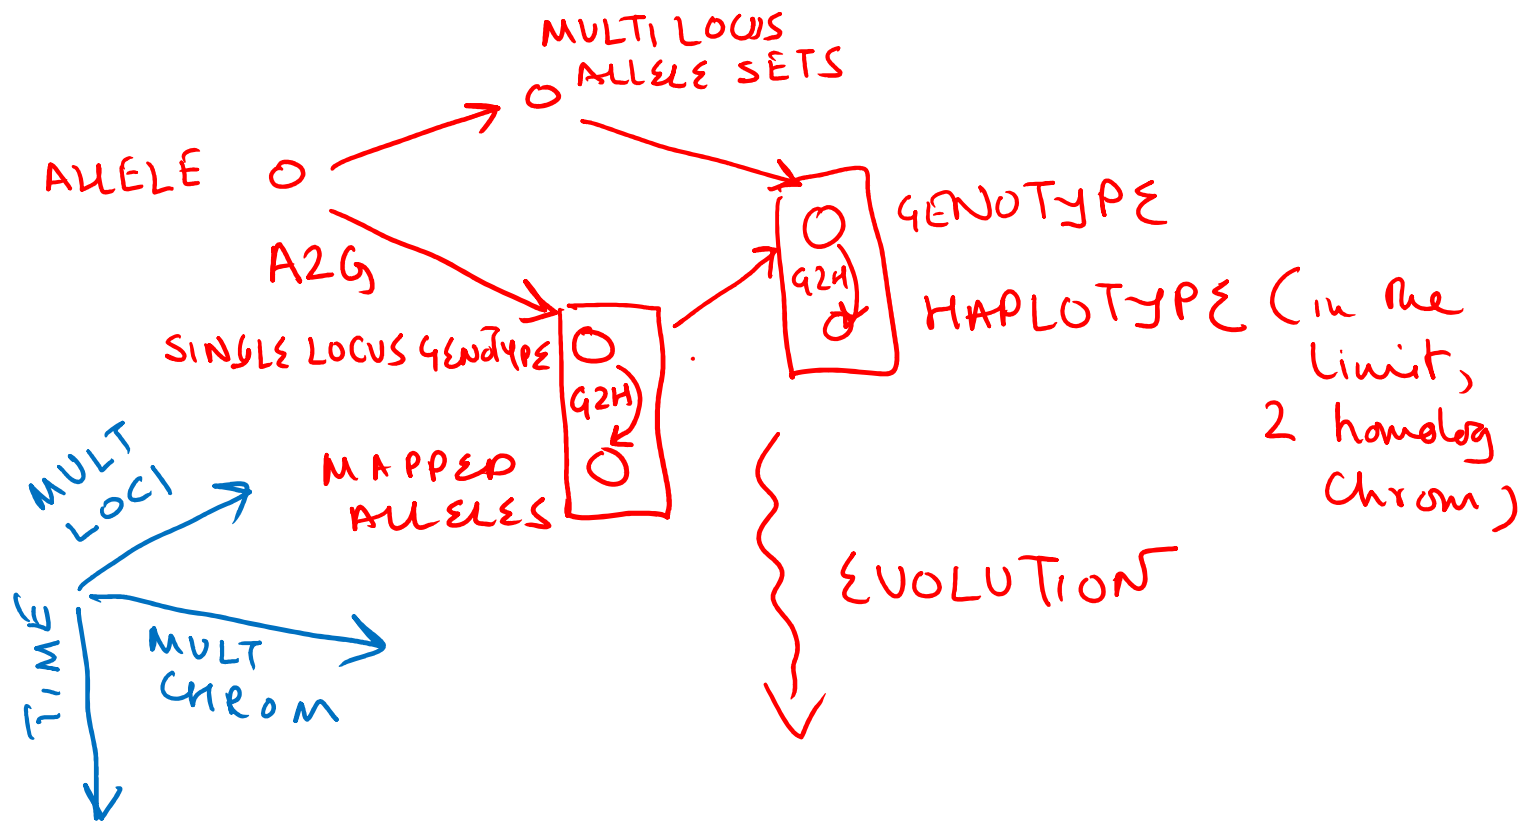 MULTI LOCUS
ALLELE SETS
ALLELE
A2G
GENOTYPE
G2H
HAPLOTYPE (in the
limit,
2 homolog
chrom)
SINGLE LOCUS GENOTYPE
G2H
MAPPED
ALLELES
EVOLUTION
MULT
LOCI
TIME
MULT
CHROM